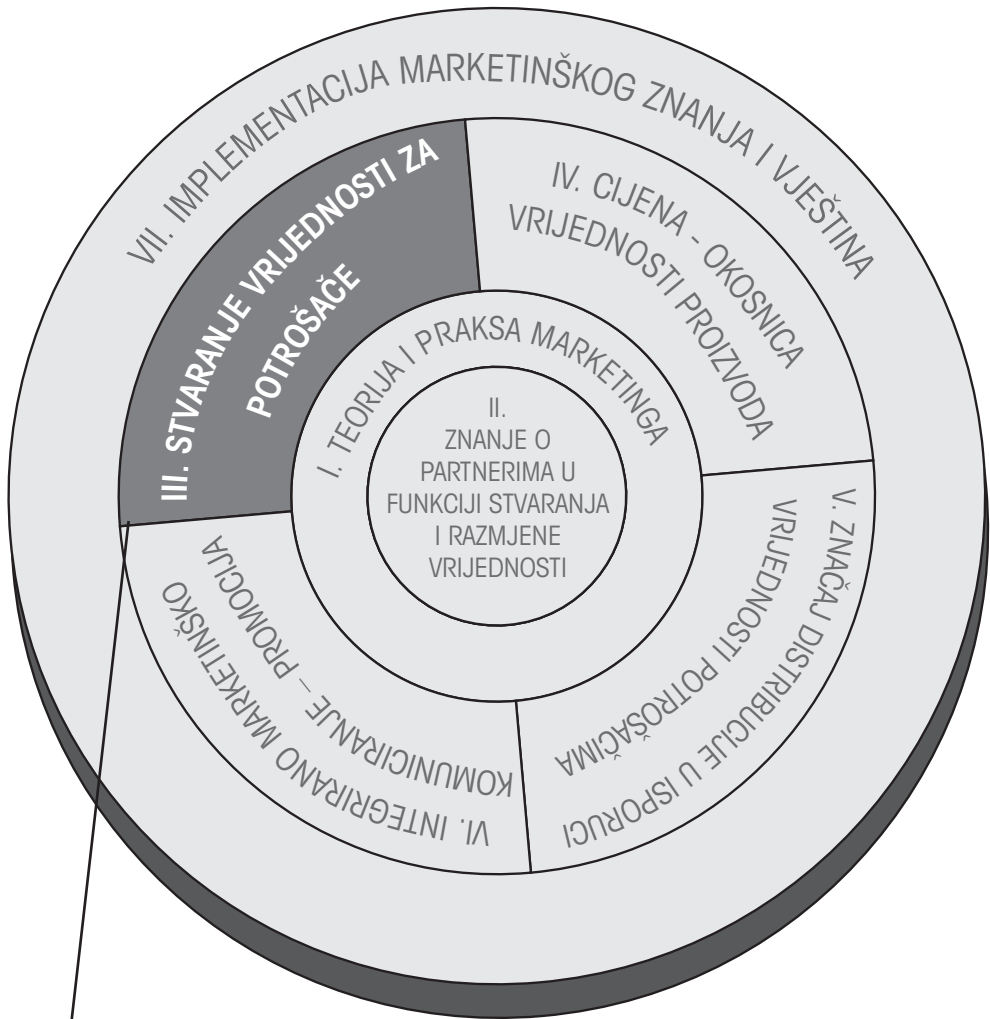 VII. IMPLEMENTACIJA MARKETINŠKOG ZNANJA I VJEŠTINA
III. STVARANJE VRIJEDNOSTI ZA
POTROŠAČE
IV. CIJENA - OKOSNICA
VRIJEDNOSTI PROIZVODA
I. TEORIJA I PRAKSA MARKETINGA
II.
ZNANJE O
PARTNERIMA U
FUNKCIJI STVARANJA
I RAZMJENE
VRIJEDNOSTI
V. ZNAČAJ DISTRIBUCIJE U ISPORUCI
VRIJEDNOSTI POTROŠAČIMA
VI. INTEGRIRANO MARKETINŠKO
KOMUNICIRANJE – PROMOCIJA